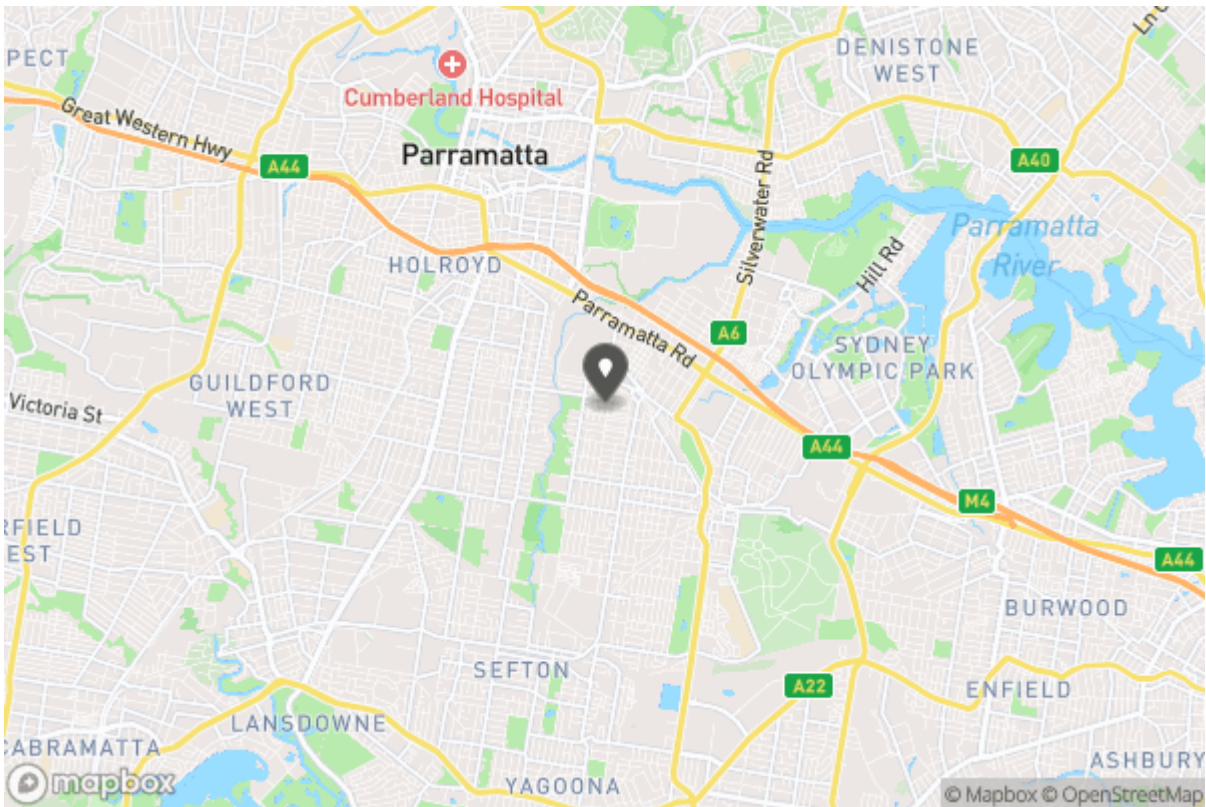 DENISTONE
WEST
PECT
Cumberland Hospital
Great Western Hwy
A44
Parramatta
A40
Silverwater Rd
Parramatta
River
Hill Rd
HOLROYD
Parramatta Rd
A6
SYDNEY
OLYMPIC PARK
GUILDFORD
WEST
Victoria St
A44
M4
A44
BURWOOD
SEFTON
A22
ENFIELD
LANSDOWNE
CABRAMATTA
ASHBURY
YAGOONA
mapbox
© Mapbox © OpenStreetMap